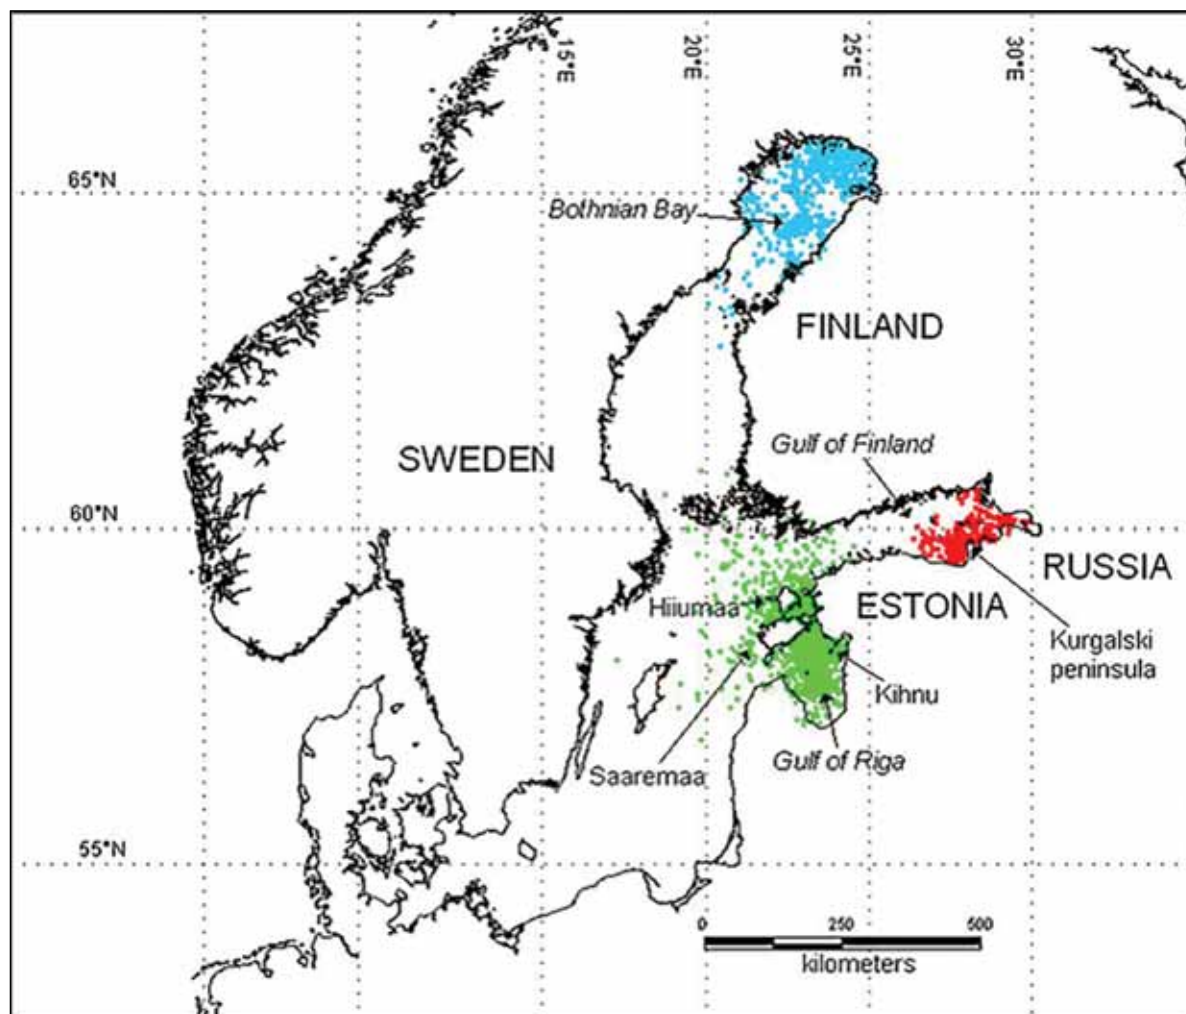 15°E
20°E
25°E
30°E
65°N
Bothnian Bay
FINLAND
SWEDEN
Gulf of Finland
60°N
RUSSIA
Hiiumaa
ESTONIA
Kurgalski
peninsula
Kihnu
Saaremaa
Gulf of Riga
55°N
0 250 500
kilometers